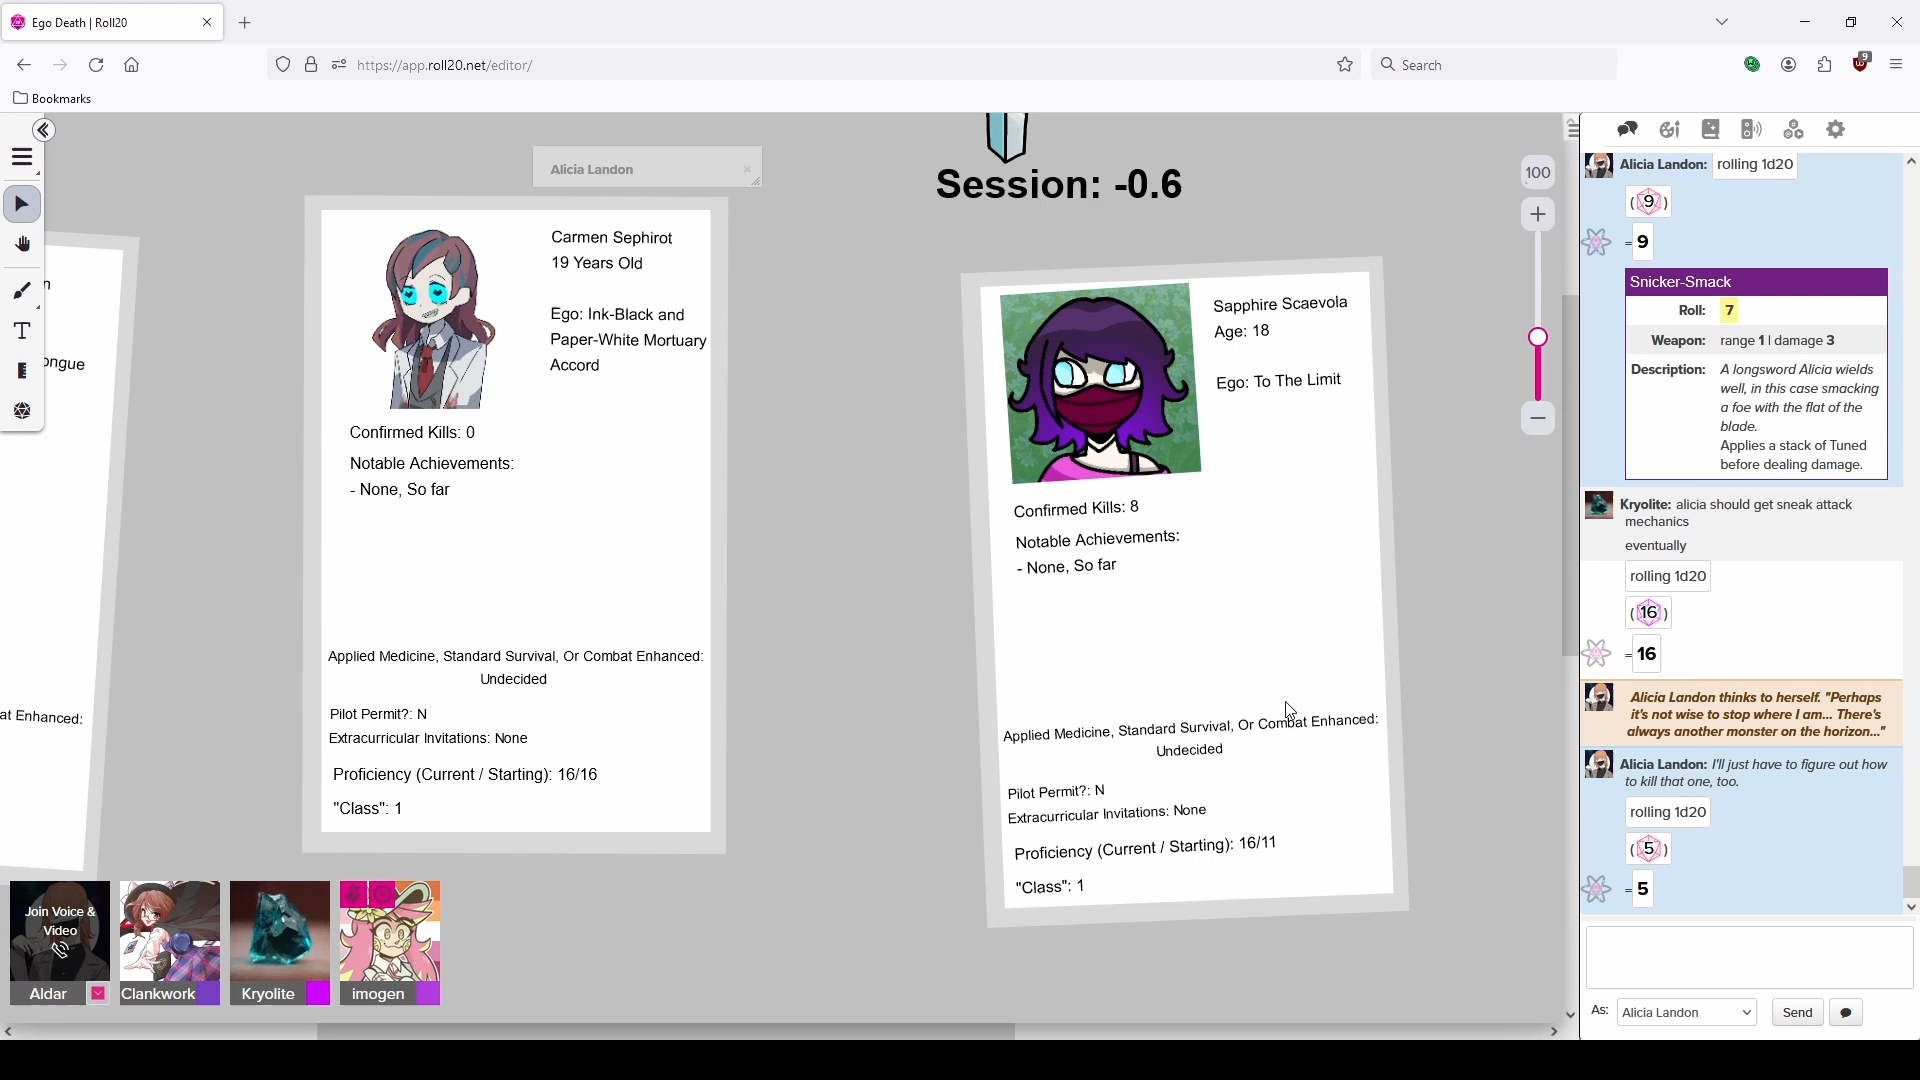 Ego Death | Roll20
https://app.roll20.net/editor/
Search
9
Bookmarks
Alicia Landon
Session: -0.6
100
Carmen Sephirot
19 Years Old
Ego: Ink-Black and
Paper-White Mortuary
Accord
Confirmed Kills: 0
Notable Achievements:
- None, So far
Applied Medicine, Standard Survival, Or Combat Enhanced:
Undecided
Pilot Permit?: N
Extracurricular Invitations: None
Proficiency (Current / Starting): 16/16
"Class": 1
Sapphire Scaevola
Age: 18
Ego: To The Limit
Confirmed Kills: 8
Notable Achievements:
- None, So far
Applied Medicine, Standard Survival, Or Combat Enhanced:
Undecided
Pilot Permit?: N
Extracurricular Invitations: None
Proficiency (Current / Starting): 16/11
"Class": 1
n
ongue
at Enhanced:
Join Voice &
Video
Aldar
Clankwork
Kryolite
imogen
Alicia Landon: rolling 1d20
(9)
= 9
Snicker-Smack
Roll: 7
Weapon: range 1 | damage 3
Description: A longsword Alicia wields
well, in this case smacking
a foe with the flat of the
blade.
Applies a stack of Tuned
before dealing damage.
Kryolite: alicia should get sneak attack
mechanics
eventually
rolling 1d20
(16)
= 16
Alicia Landon thinks to herself. "Perhaps
it's not wise to stop where I am... There's
always another monster on the horizon..."
Alicia Landon: I'll just have to figure out how
to kill that one, too.
rolling 1d20
(5)
= 5
As: Alicia Landon
Send